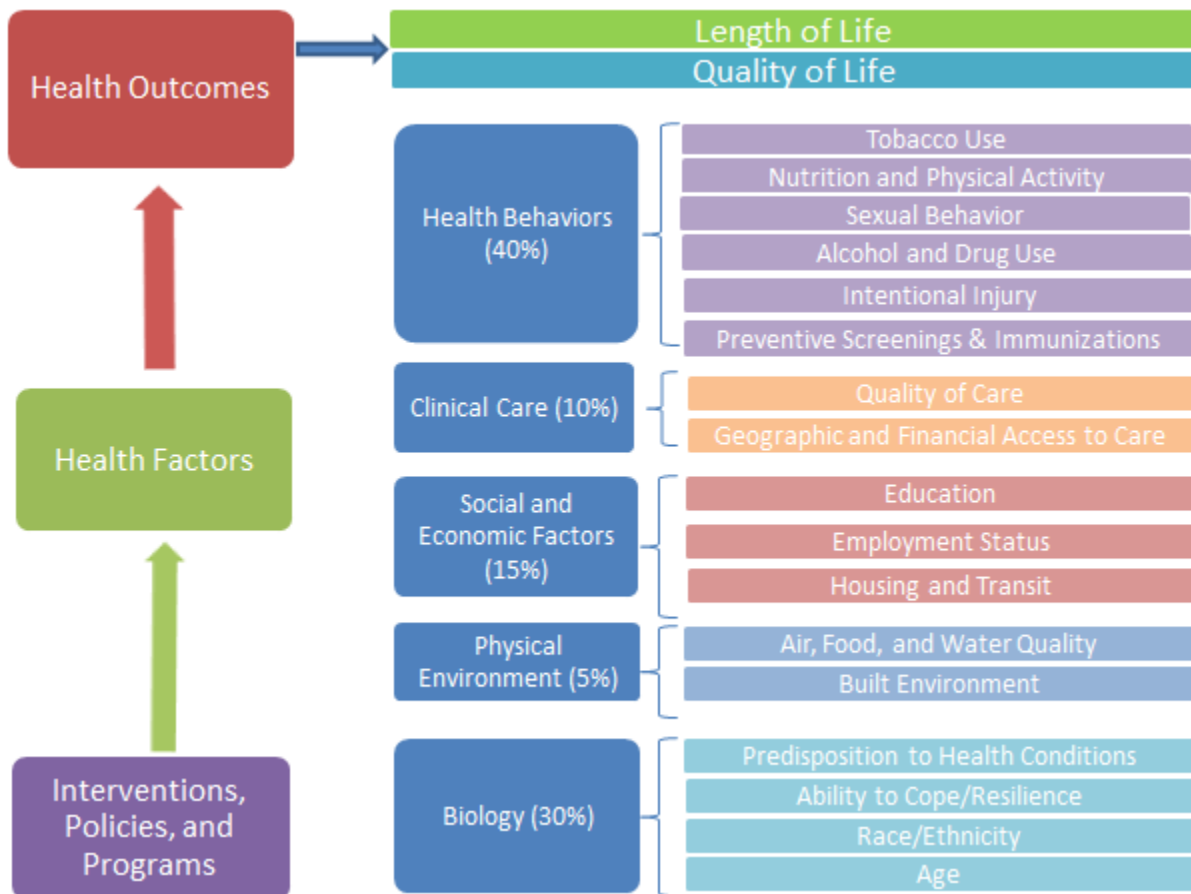 Health Outcomes
Length of Life
Quality of Life
Health Behaviors
(40%)
Tobacco Use
Nutrition and Physical Activity
Sexual Behavior
Alcohol and Drug Use
Intentional Injury
Preventive Screenings & Immunizations
Health Factors
Clinical Care (10%)
Quality of Care
Geographic and Financial Access to Care
Social and
Economic Factors
(15%)
Education
Employment Status
Housing and Transit
Physical
Environment (5%)
Air, Food, and Water Quality
Built Environment
Interventions,
Policies, and
Programs
Biology (30%)
Predisposition to Health Conditions
Ability to Cope/Resilience
Race/Ethnicity
Age